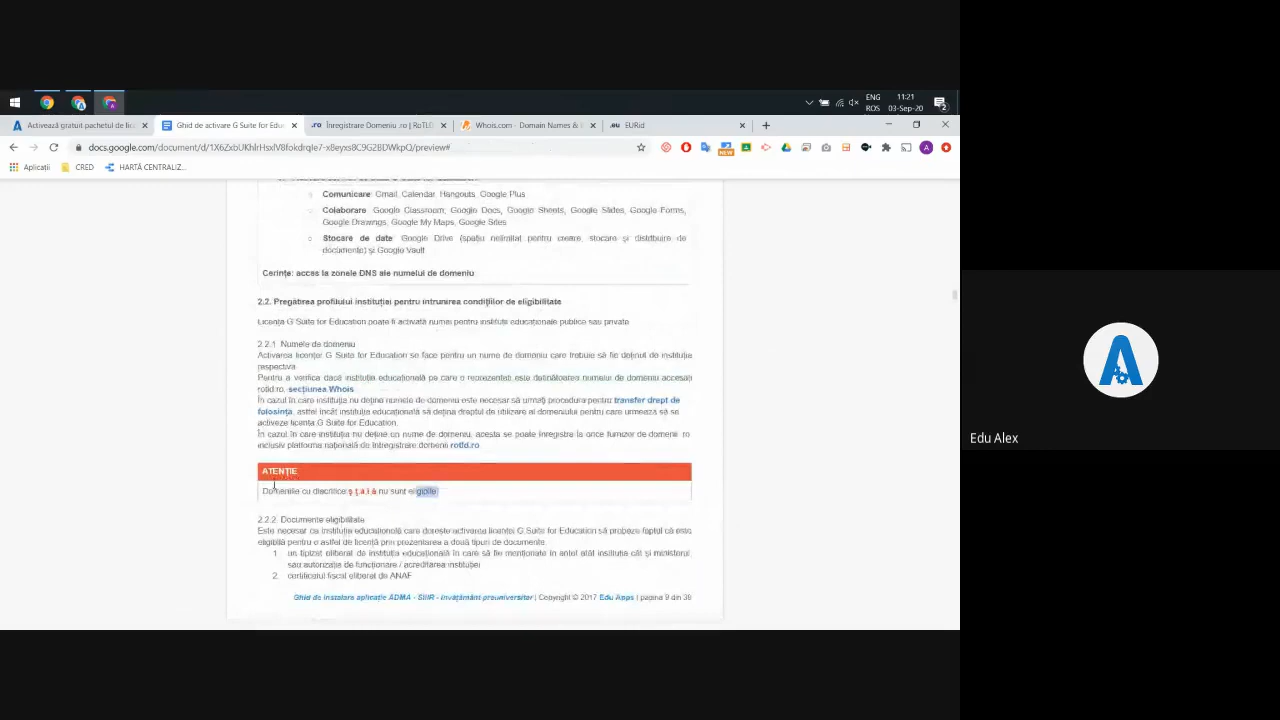 ENG
ROS
11:21
03-Sep-20
Activează gratuit pachetul de lic
Ghid de activare G Suite for Edu
.ro Înregistrare Domeniu .ro | RoTLD
Whois.com - Domain Names & I
.eu EURid
docs.google.com/document/d/1X6ZxbUKhlrHsxlV8fokdrqIe7-x8eyxs8C9G2BDWkpQ/preview#
NEW
A
Aplicații
CRED
HARTĂ CENTRALIZ...
Comunicare: Gmail, Calendar, Hangouts, Google Plus
Colaborare: Google Classroom, Google Docs, Google Sheets, Google Slides, Google Forms,
Google Drawings, Google My Maps, Google Sites
Stocare de date: Google Drive (spațiu nelimitat pentru creare, stocare și distribuire de
documente) și Google Vault
Cerințe: acces la zonele DNS ale numelui de domeniu
2.2. Pregătirea profilului instituției pentru întrunirea condițiilor de eligibilitate
Licența G Suite for Education poate fi activată numai pentru instituții educaționale publice sau private.
2.2.1. Numele de domeniu
Activarea licenței G Suite for Education se face pentru un nume de domeniu care trebuie să fie deținut de instituția
respectivă.
Pentru a verifica dacă instituția educațională pe care o reprezentați este deținătoarea numelui de domeniu accesați
rotld.ro, secțiunea Whois
În cazul în care instituția nu deține numele de domeniu este necesar să urmați procedura pentru transfer drept de
folosință, astfel încât instituția educațională să dețină dreptul de utilizare al domeniului pentru care urmează să se
activeze licența G Suite for Education.
În cazul în care instituția nu deține un nume de domeniu, acesta se poate înregistra la orice furnizor de domenii .ro
inclusiv platforma națională de înregistrare domenii rotld.ro
ATENȚIE
Domeniile cu diacritice ș,ț,ă,î,â nu sunt eligibile
2.2.2. Documente eligibilitate
Este necesar ca instituția educațională care dorește activarea licenței G Suite for Education să probeze faptul că este
eligibilă pentru o astfel de licență prin prezentarea a două tipuri de documente:
1. un tipizat eliberat de instituția educațională în care să fie menționate în antet atât instituția cât și ministerul
sau autorizația de funcționare / acreditarea instituției
2. certificatul fiscal eliberat de ANAF
Ghid de instalare aplicație ADMA - SIIIR - învățământ preuniversitar | Copyright © 2017 Edu Apps | pagina 9 din 38
Edu Alex